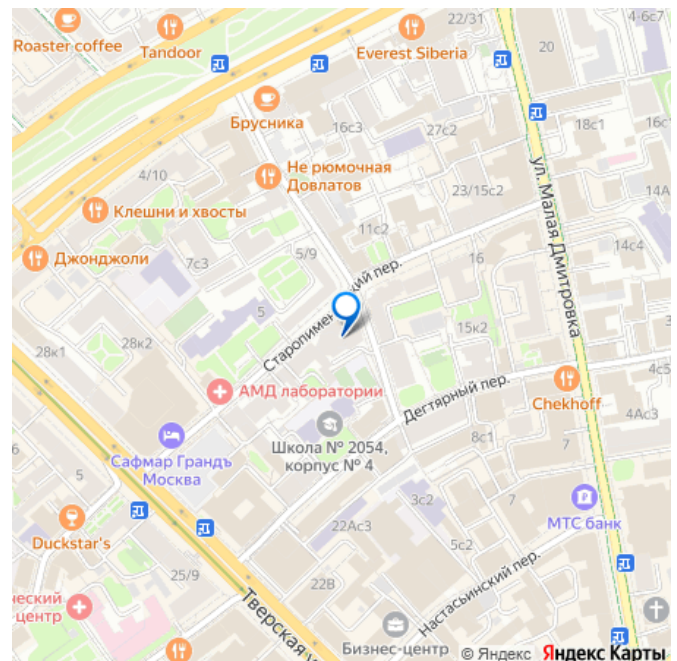 22/31
4-6с7
Roaster coffee
Tandoor
Everest Siberia
20
Брусника
16с3
27с2
18с1
16с
4/10
Не рюмочная
Довлатов
23/15с2
14А
Клешни и хвосты
11с2
ул. Малая Дмитровка
5/9
16
14с4
Джонджоли
7с3
Старопименовский пер.
5
15к2
28к1
28к2
4с5
АМД лаборатории
Дегтярный пер.
Chekhoff
4Ас3
Школа № 2054,
корпус № 4
8с1
7
Сафмар Грандъ
Москва
5
3с2
7
МТС банк
Duckstar's
22Ас3
5с2
25/9
22В
Настасьинский пер.
ческий
центр
Тверская
Бизнес-центр
© Яндекс Яндекс Карты